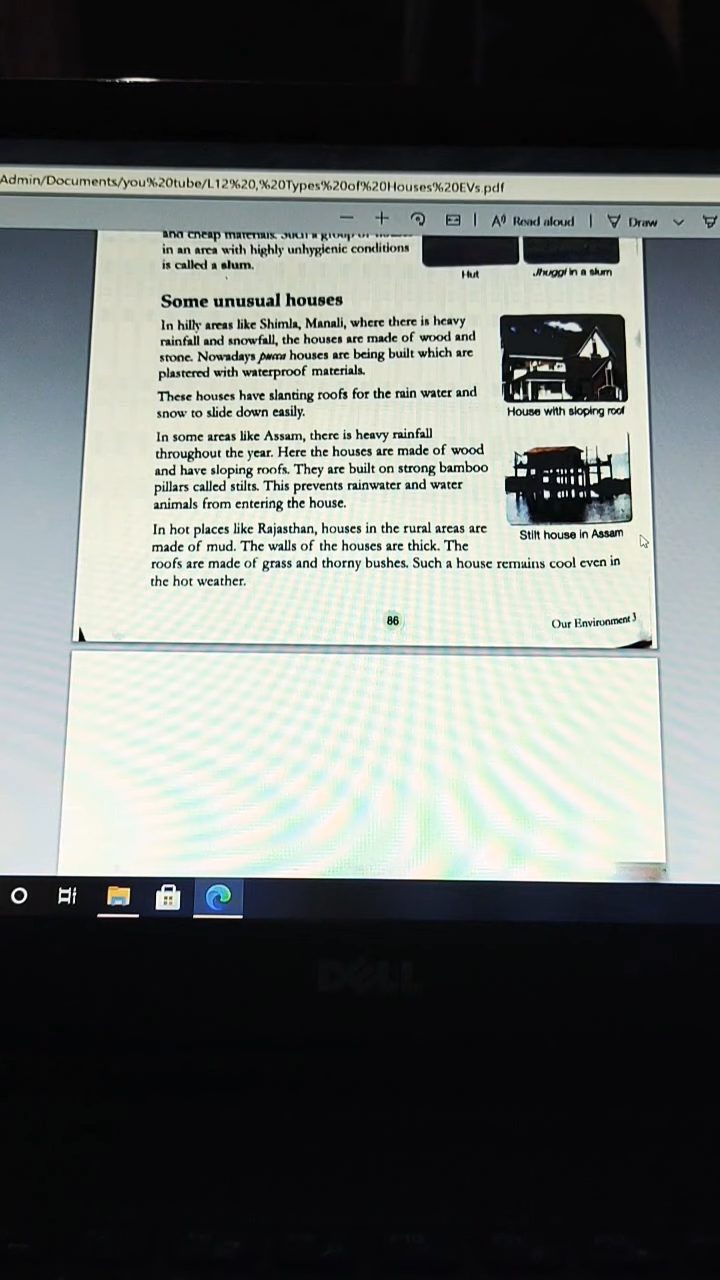 Admin/Documents/you%20tube/L12%20,%20Types%20of%20Houses%20EVs.pdf
Read aloud
Draw
and cheap materials. Such a group of
in an area with highly unhygienic conditions
is called a slum.
Hut
Jhuggi in a slum
Some unusual houses
In hilly areas like Shimla, Manali, where there is heavy
rainfall and snowfall, the houses are made of wood and
stone. Nowadays pucca houses are being built which are
plastered with waterproof materials.
These houses have slanting roofs for the rain water and
snow to slide down easily.
House with sloping roof
In some areas like Assam, there is heavy rainfall
throughout the year. Here the houses are made of wood
and have sloping roofs. They are built on strong bamboo
pillars called stilts. This prevents rainwater and water
animals from entering the house.
Stilt house in Assam
In hot places like Rajasthan, houses in the rural areas are
made of mud. The walls of the houses are thick. The
roofs are made of grass and thorny bushes. Such a house remains cool even in
the hot weather.
86
Our Environment 3
DELL